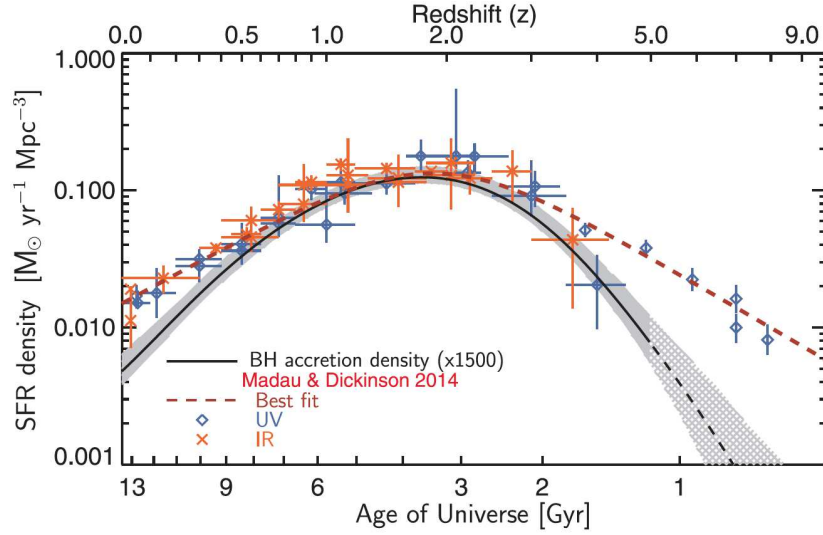 Redshift (z)
0.0 0.5 1.0 2.0 5.0 9.0
1.000
0.100
0.010
0.001
SFR density [M⊙ yr⁻¹ Mpc⁻³]
BH accretion density (x1500)
Madau & Dickinson 2014
Best fit
UV
IR
13 9 6 3 2 1
Age of Universe [Gyr]